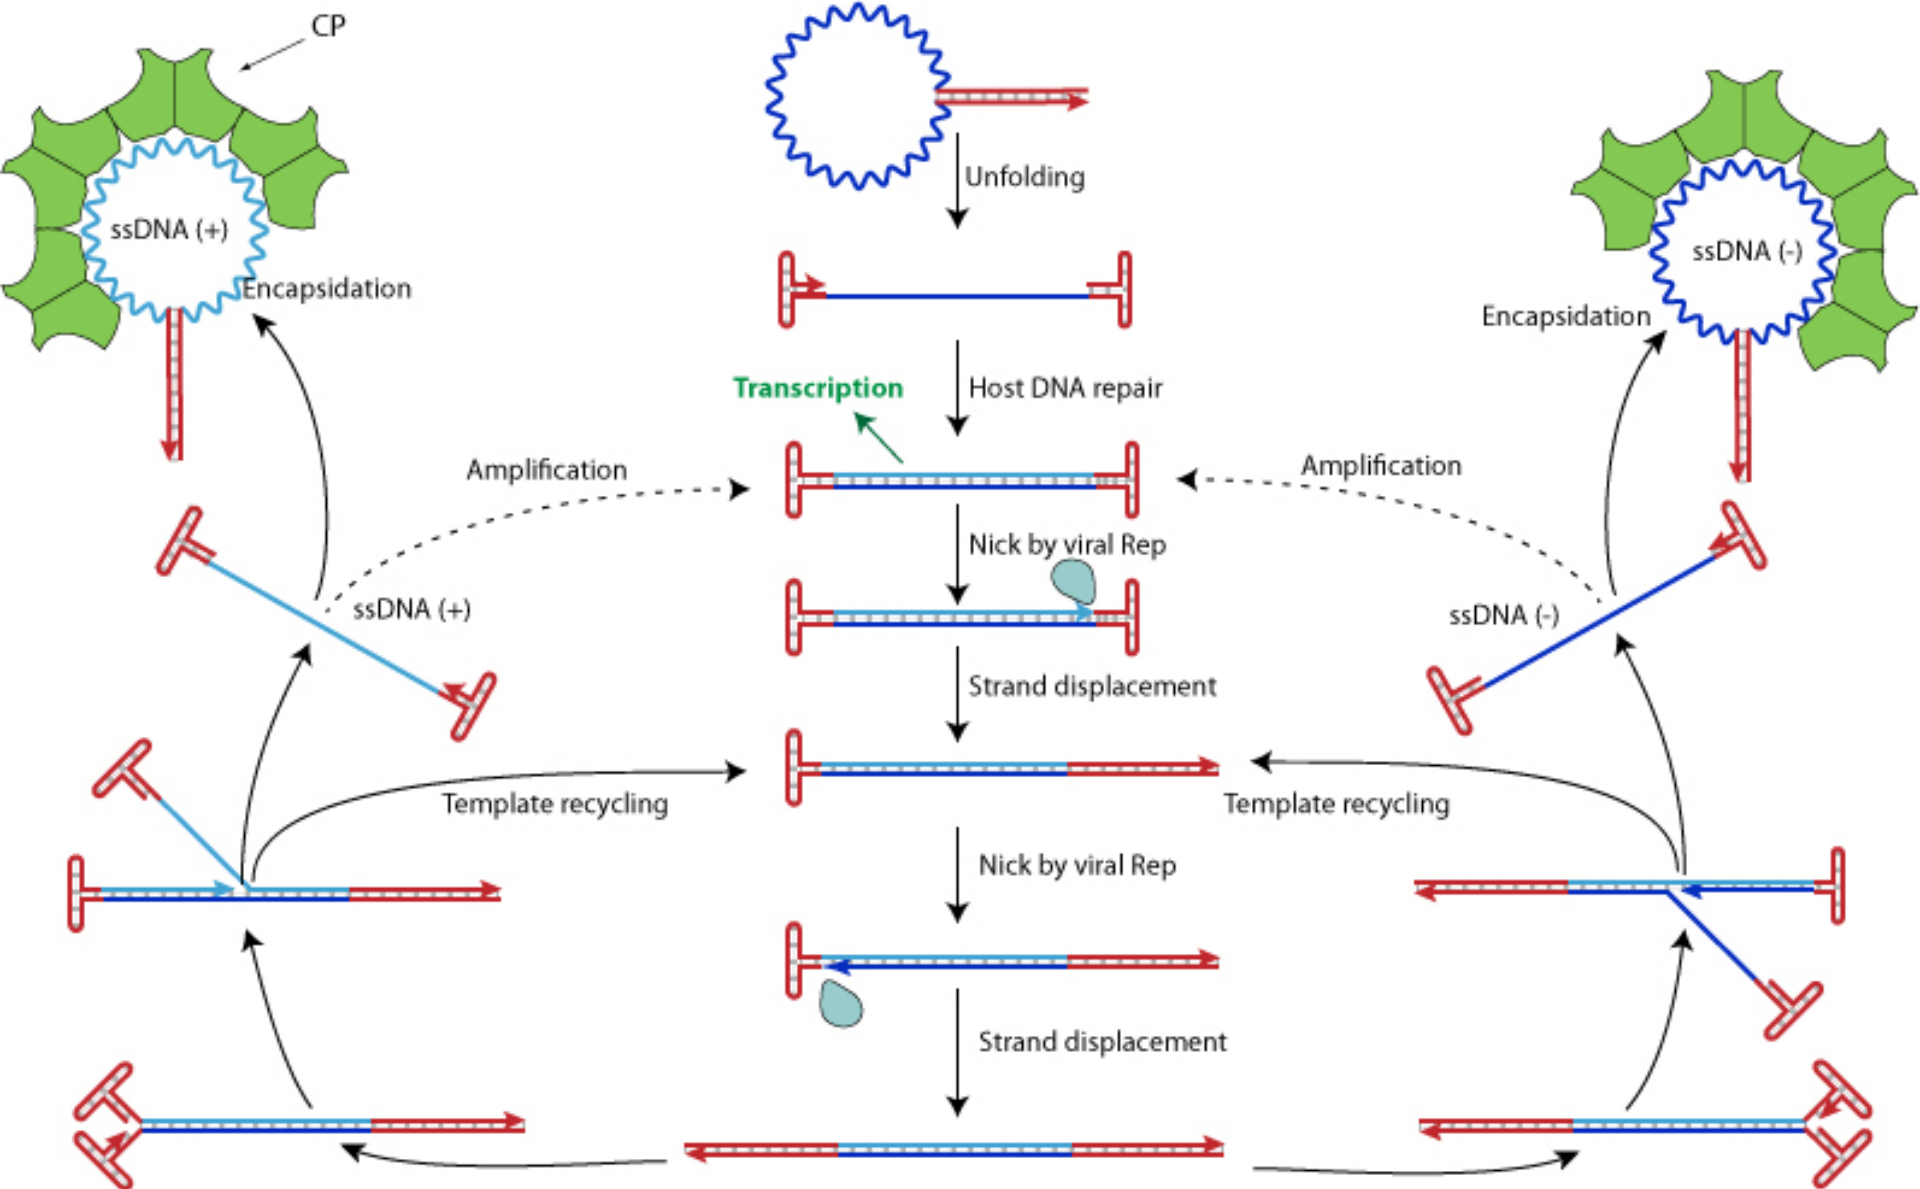 CP
Unfolding
ssDNA (+)
ssDNA (-)
Encapsidation
Encapsidation
Transcription
Host DNA repair
Amplification
Amplification
Nick by viral Rep
ssDNA (+)
ssDNA (-)
Strand displacement
Template recycling
Template recycling
Nick by viral Rep
Strand displacement